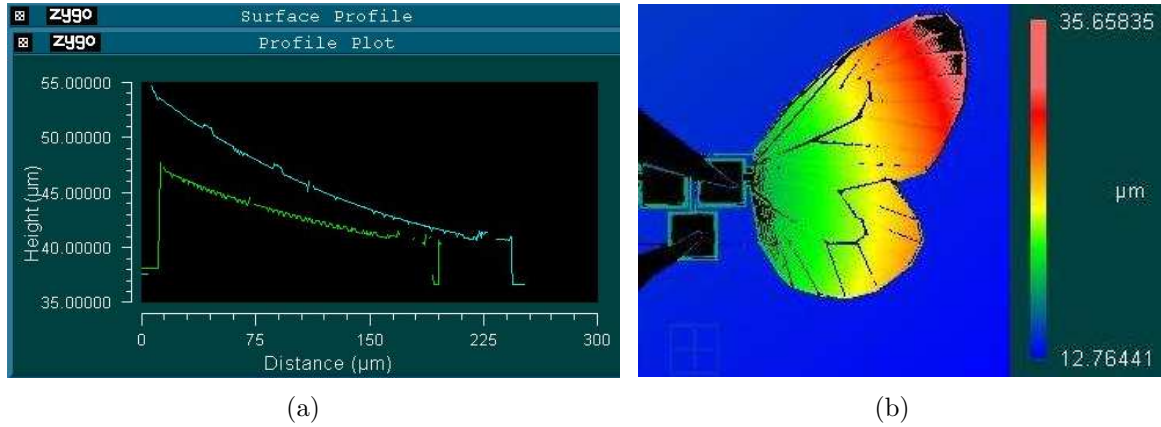 zygo Surface Profile
zygo Profile Plot
55.00000
50.00000
45.00000
40.00000
35.00000
Height (µm)
0 75 150 225 300
Distance (µm)
(a)
35.65835
µm
12.76441
(b)